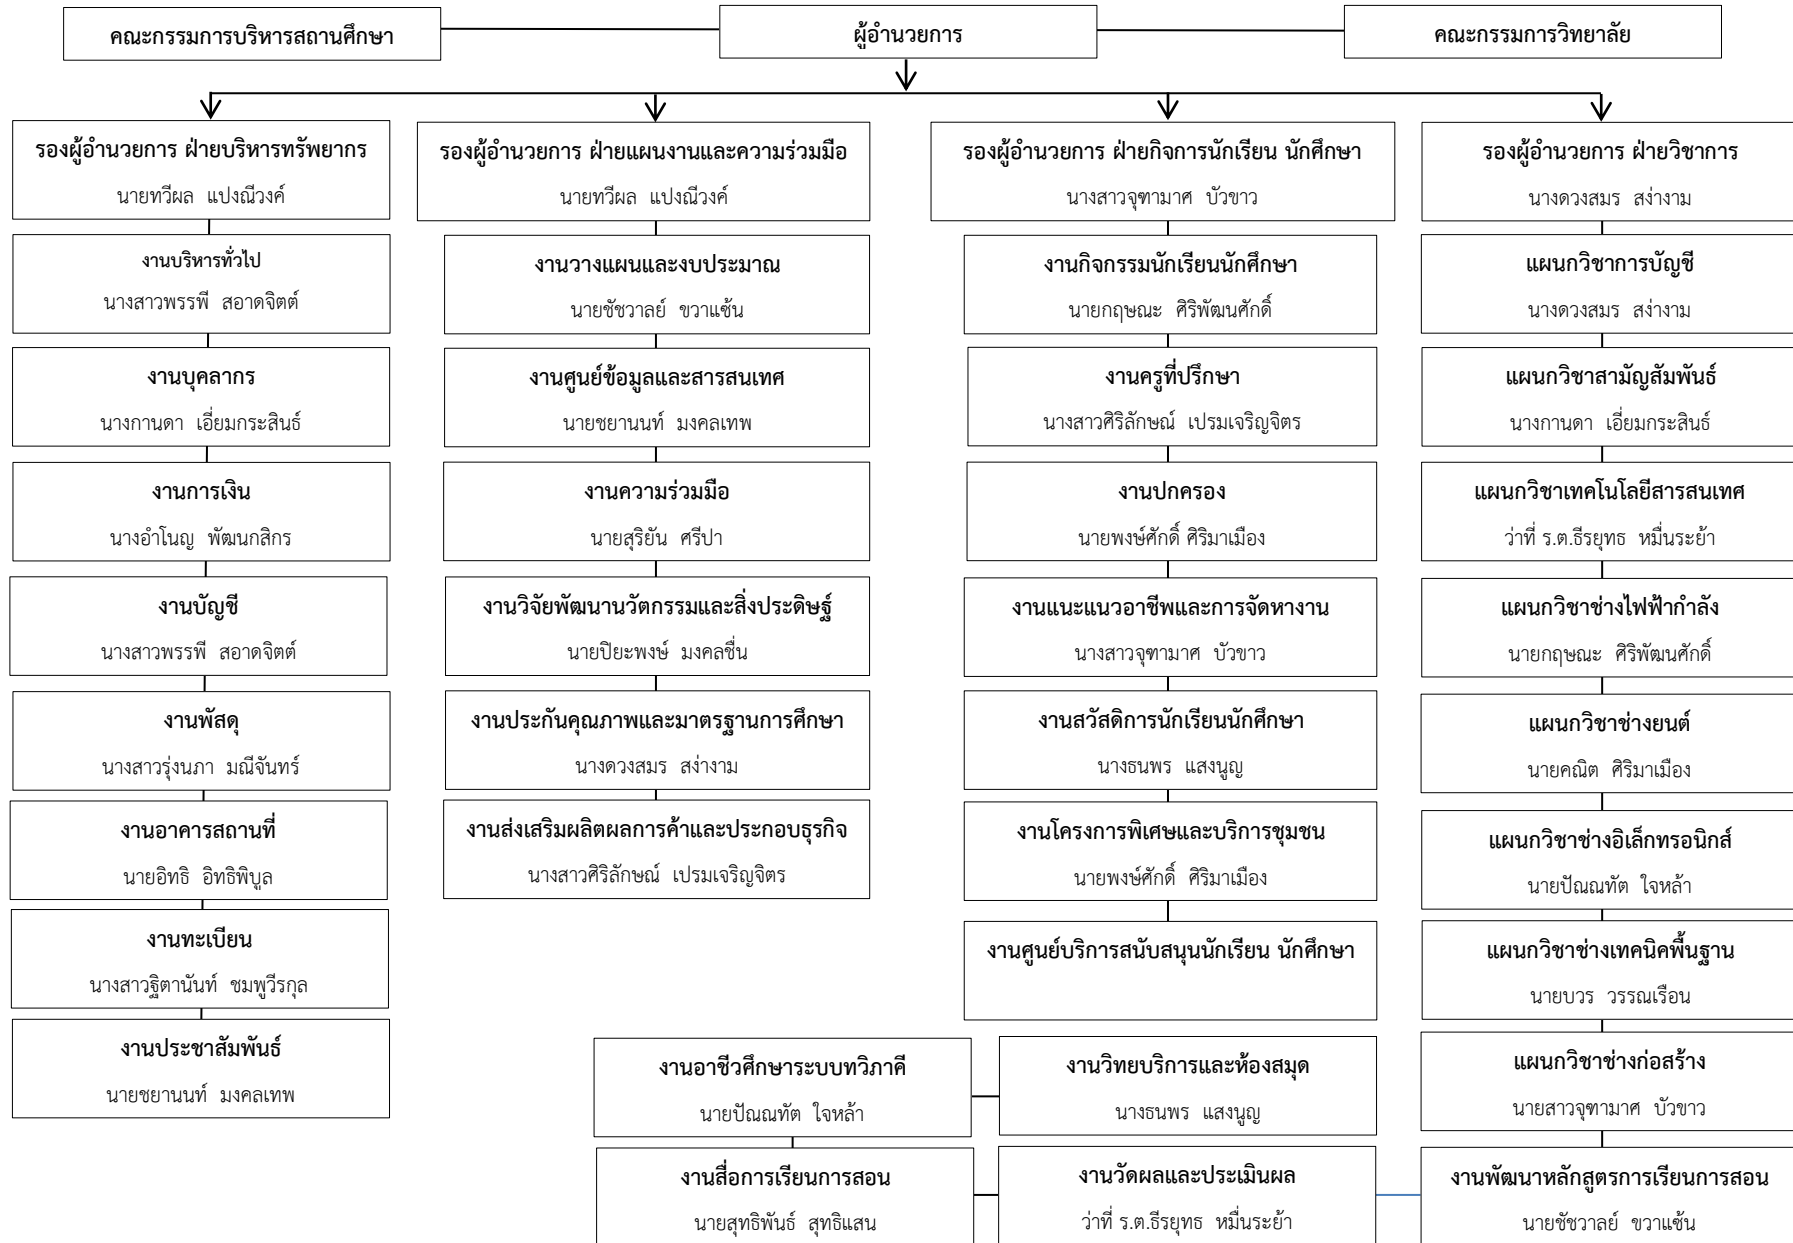 คณะกรรมการบริหารสถานศึกษา
ผู้อำนวยการ
คณะกรรมการวิทยาลัย
รองผู้อำนวยการ ฝ่ายบริหารทรัพยากร
นายทวีผล แปงณีวงค์
งานบริหารทั่วไป
นางสาวพรรพี สอาดจิตต์
งานบุคลากร
นางกานดา เอี่ยมกระสินธ์
งานการเงิน
นางอำโนญ พัฒนกสิกร
งานบัญชี
นางสาวพรรพี สอาดจิตต์
งานพัสดุ
นางสาวรุ่งนภา มณีจันทร์
งานอาคารสถานที่
นายอิทธิ อิทธิพิบูล
งานทะเบียน
นางสาวฐิตานันท์ ชมพูวีรกุล
งานประชาสัมพันธ์
นายชยานนท์ มงคลเทพ
รองผู้อำนวยการ ฝ่ายแผนงานและความร่วมมือ
นายทวีผล แปงณีวงค์
งานวางแผนและงบประมาณ
นายชัชวาลย์ ขวาแซ้น
งานศูนย์ข้อมูลและสารสนเทศ
นายชยานนท์ มงคลเทพ
งานความร่วมมือ
นายสุริยัน ศรีปา
งานวิจัยพัฒนานวัตกรรมและสิ่งประดิษฐ์
นายปิยะพงษ์ มงคลชื่น
งานประกันคุณภาพและมาตรฐานการศึกษา
นางดวงสมร สง่างาม
งานส่งเสริมผลิตผลการค้าและประกอบธุรกิจ
นางสาวศิริลักษณ์ เปรมเจริญจิตร
รองผู้อำนวยการ ฝ่ายกิจการนักเรียน นักศึกษา
นางสาวจุฑามาศ บัวขาว
งานกิจกรรมนักเรียนนักศึกษา
นายกฤษณะ ศิริพัฒนศักดิ์
งานครูที่ปรึกษา
นางสาวศิริลักษณ์ เปรมเจริญจิตร
งานปกครอง
นายพงษ์ศักดิ์ ศิริมาเมือง
งานแนะแนวอาชีพและการจัดหางาน
นางสาวจุฑามาศ บัวขาว
งานสวัสดิการนักเรียนนักศึกษา
นางธนพร แสงนูญ
งานโครงการพิเศษและบริการชุมชน
นายพงษ์ศักดิ์ ศิริมาเมือง
งานศูนย์บริการสนับสนุนนักเรียน นักศึกษา
รองผู้อำนวยการ ฝ่ายวิชาการ
นางดวงสมร สง่างาม
แผนกวิชาการบัญชี
นางดวงสมร สง่างาม
แผนกวิชาสามัญสัมพันธ์
นางกานดา เอี่ยมกระสินธ์
แผนกวิชาเทคโนโลยีสารสนเทศ
ว่าที่ ร.ต.ธีรยุทธ หมื่นระย้า
แผนกวิชาช่างไฟฟ้ากำลัง
นายกฤษณะ ศิริพัฒนศักดิ์
แผนกวิชาช่างยนต์
นายคณิต ศิริมาเมือง
แผนกวิชาช่างอิเล็กทรอนิกส์
นายปัณณทัต ใจหล้า
แผนกวิชาช่างเทคนิคพื้นฐาน
นายบวร วรรณเรือน
แผนกวิชาช่างก่อสร้าง
นายสาวจุฑามาศ บัวขาว
งานพัฒนาหลักสูตรการเรียนการสอน
นายชัชวาลย์ ขวาแซ้น
งานอาชีวศึกษาระบบทวิภาคี
นายปัณณทัต ใจหล้า
งานวิทยบริการและห้องสมุด
นางธนพร แสงนูญ
งานสื่อการเรียนการสอน
นายสุทธิพันธ์ สุทธิแสน
งานวัดผลและประเมินผล
ว่าที่ ร.ต.ธีรยุทธ หมื่นระย้า